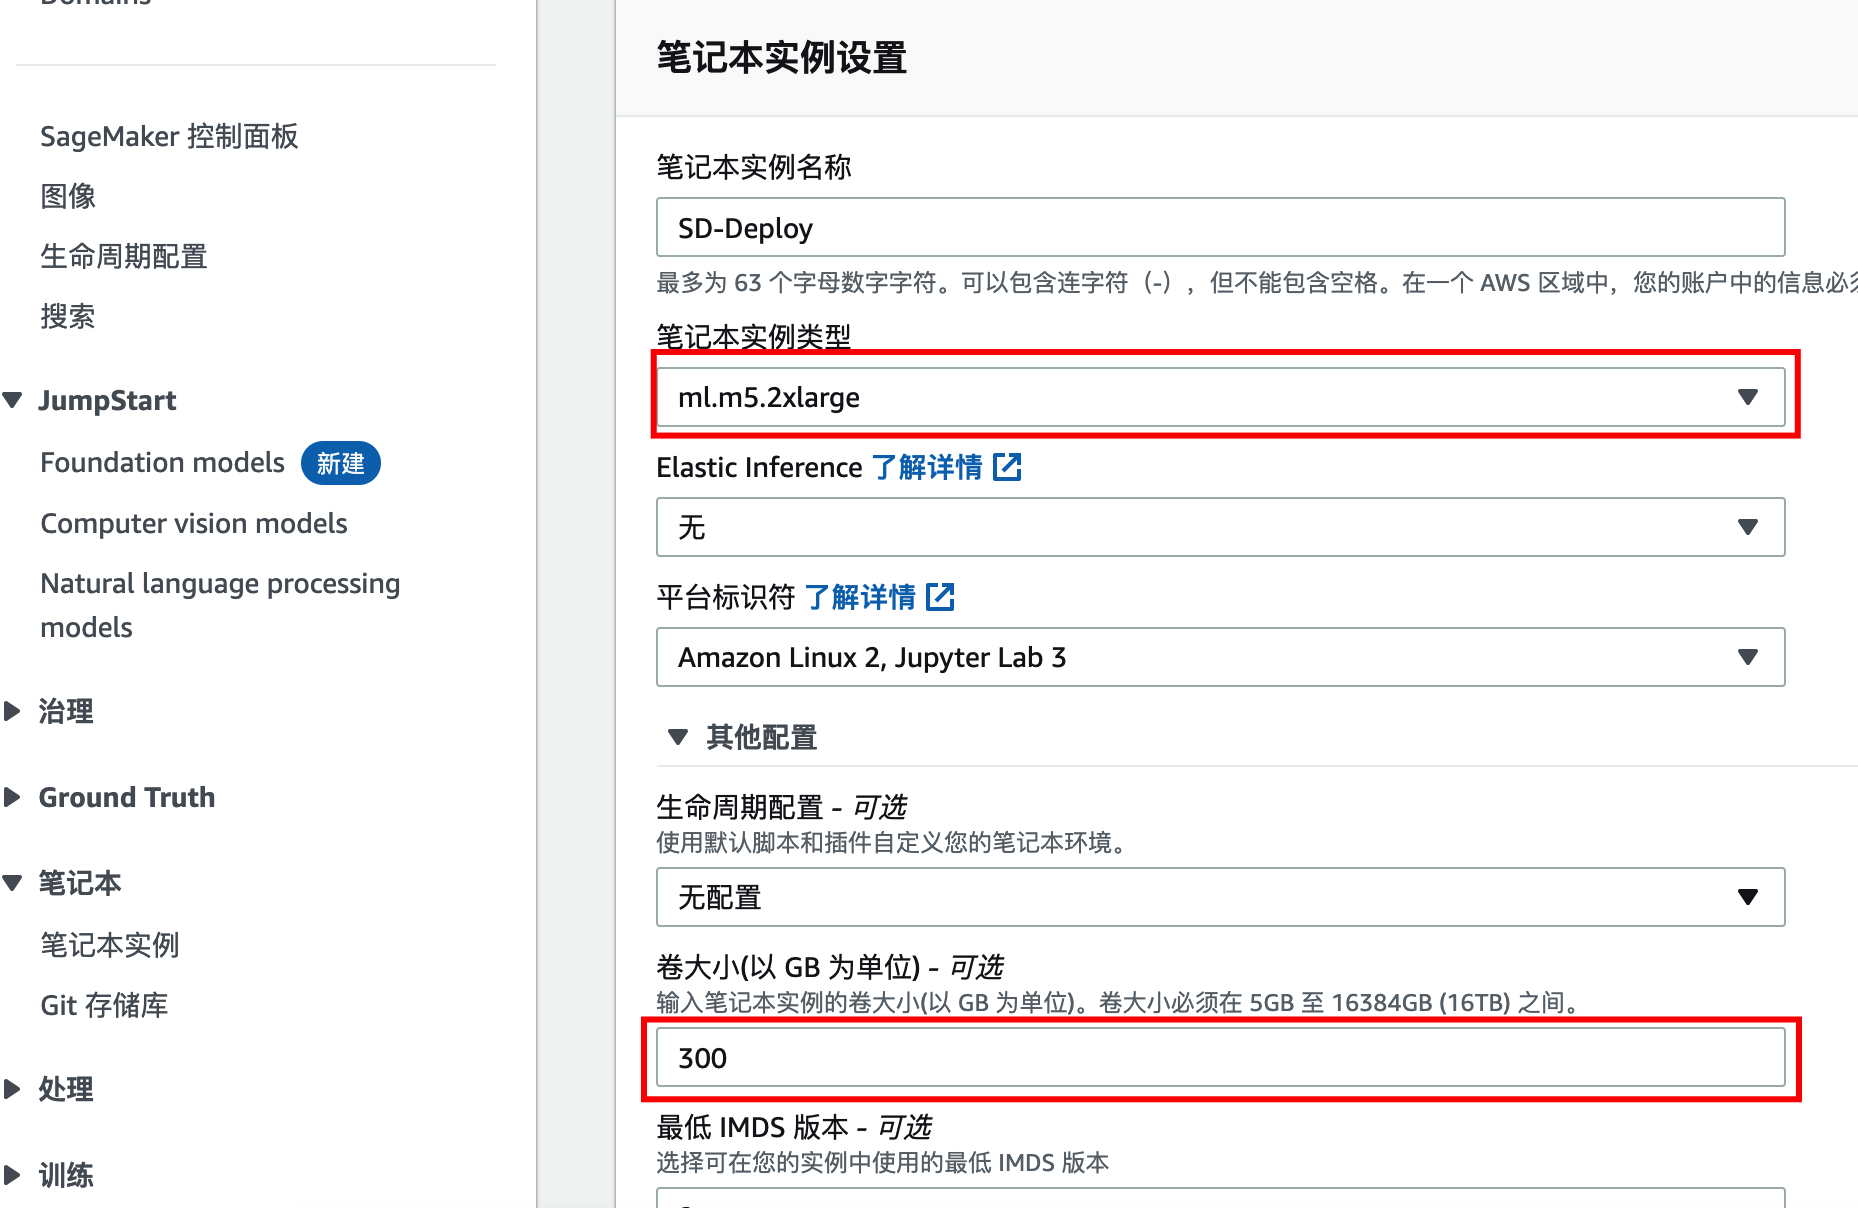 Domains
SageMaker 控制面板
图像
生命周期配置
搜索
JumpStart
Foundation models 新建
Computer vision models
Natural language processing
models
治理
Ground Truth
笔记本
笔记本实例
Git 存储库
处理
训练
笔记本实例设置
笔记本实例名称
SD-Deploy
最多为 63 个字母数字字符。可以包含连字符（-），但不能包含空格。在一个 AWS 区域中，您的账户中的信息必须
笔记本实例类型
ml.m5.2xlarge
Elastic Inference 了解详情
无
平台标识符 了解详情
Amazon Linux 2, Jupyter Lab 3
其他配置
生命周期配置 - 可选
使用默认脚本和插件自定义您的笔记本环境。
无配置
卷大小(以 GB 为单位) - 可选
输入笔记本实例的卷大小(以 GB 为单位)。卷大小必须在 5GB 至 16384GB (16TB) 之间。
300
最低 IMDS 版本 - 可选
选择可在您的实例中使用的最低 IMDS 版本